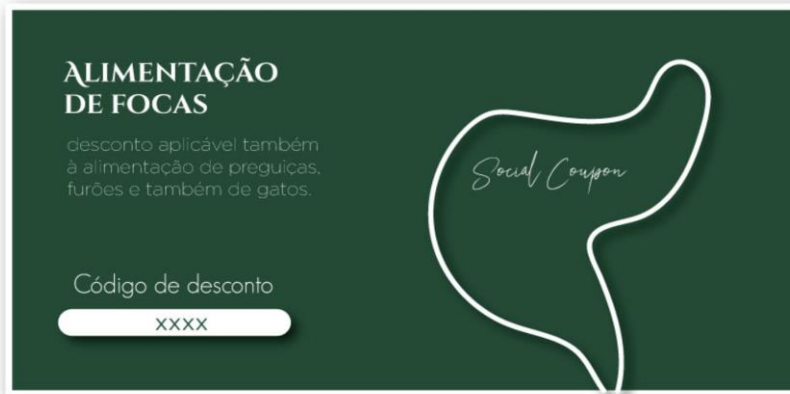 ALIMENTAÇÃO
DE FOCAS
desconto aplicável também
à alimentação de preguiças,
furões e também de gatos.
Social Coupon
Código de desconto
xxxx